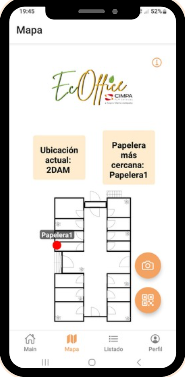 19:45
52%
Mapa
EcOffice
CIMPA
Ubicación
actual:
2DAM
Papelera
más
cercana:
Papelera1
Papelera1
Main
Mapa
Listado
Perfil